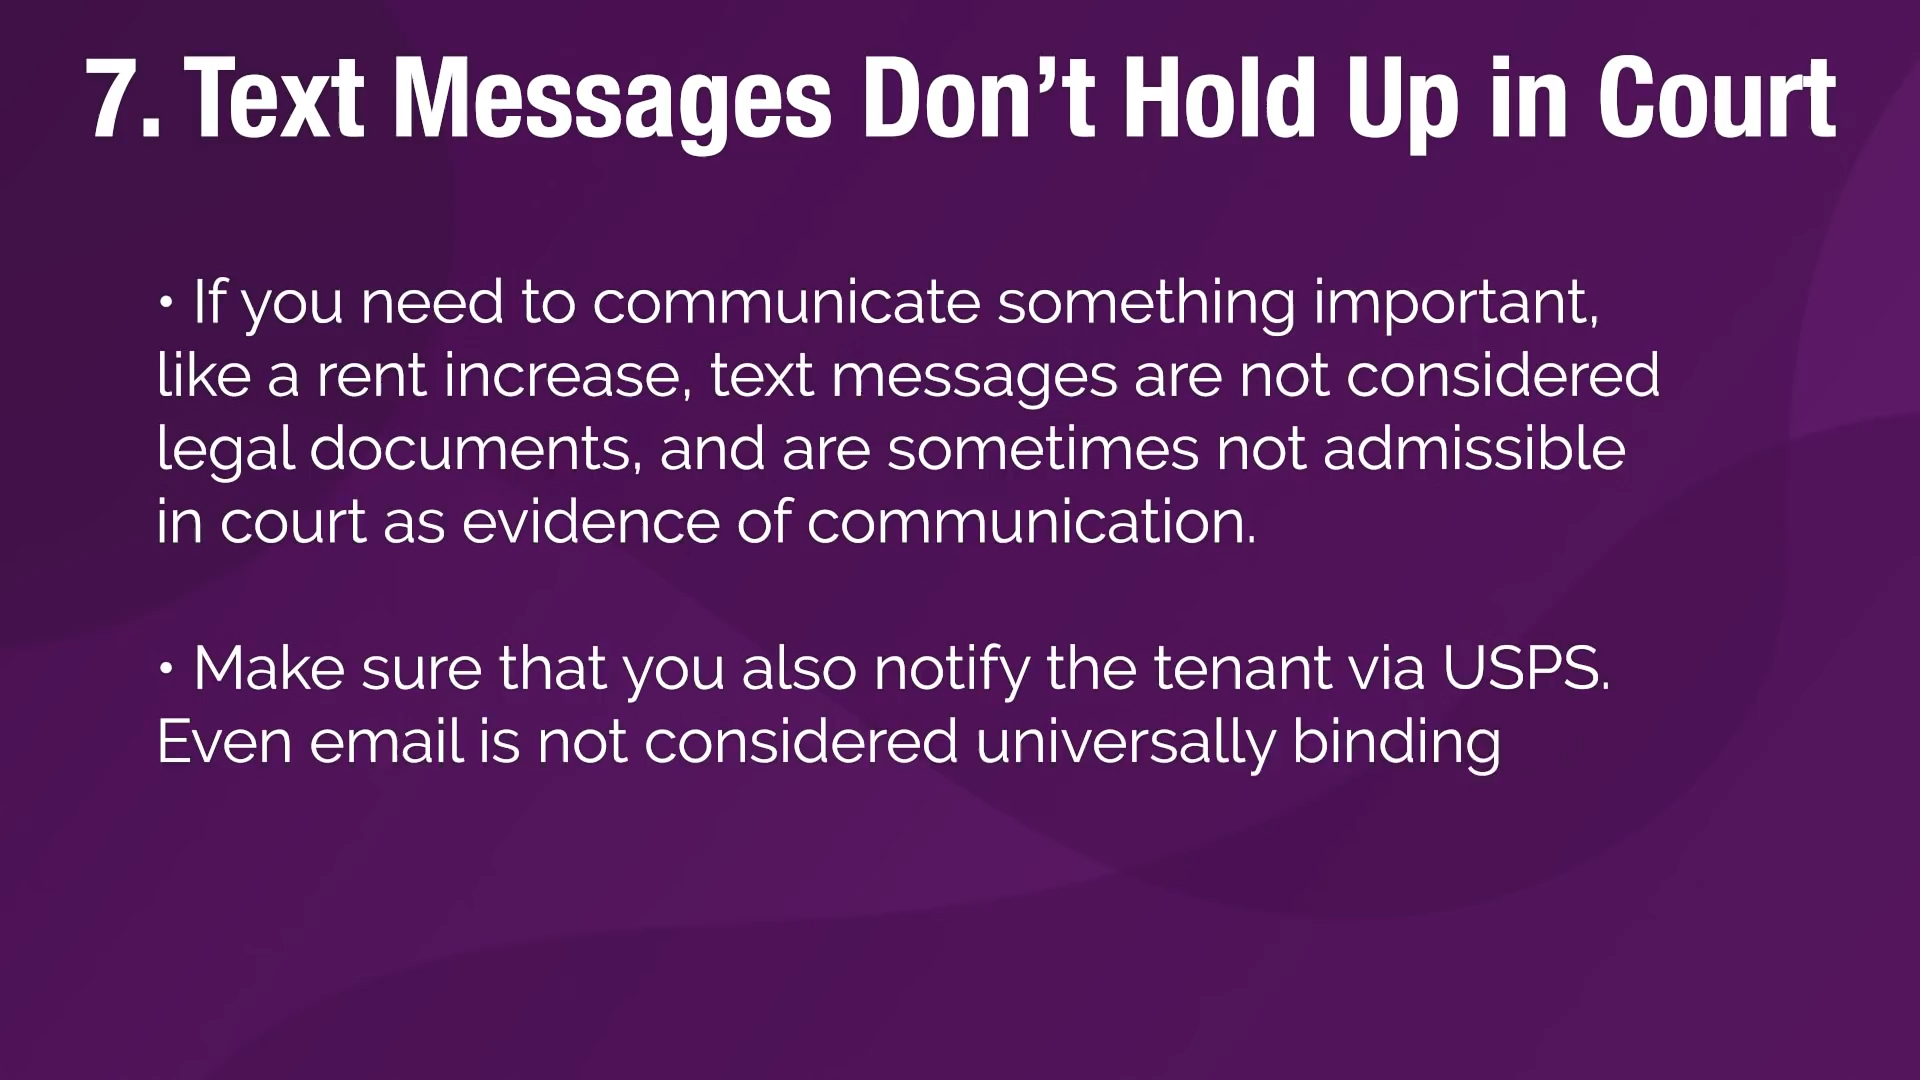 7. Text Messages Don’t Hold Up in Court
• If you need to communicate something important,
like a rent increase, text messages are not considered
legal documents, and are sometimes not admissible
in court as evidence of communication.
• Make sure that you also notify the tenant via USPS.
Even email is not considered universally binding